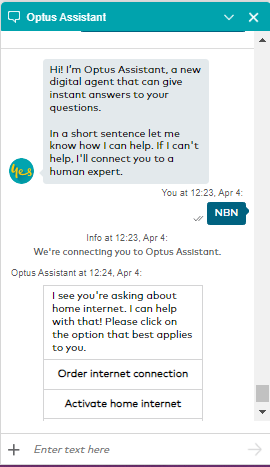 Optus Assistant
Hi! I'm Optus Assistant, a new
digital agent that can give
instant answers to your
questions.
In a short sentence let me
know how I can help. If I can't
help, I'll connect you to a
human expert.
yes
You at 12:23, Apr 4:
NBN
Info at 12:23, Apr 4:
We're connecting you to Optus Assistant.
Optus Assistant at 12:24, Apr 4:
I see you're asking about
home internet. I can help
with that! Please click on
the option that best applies
to you.
Order internet connection
Activate home internet
Enter text here